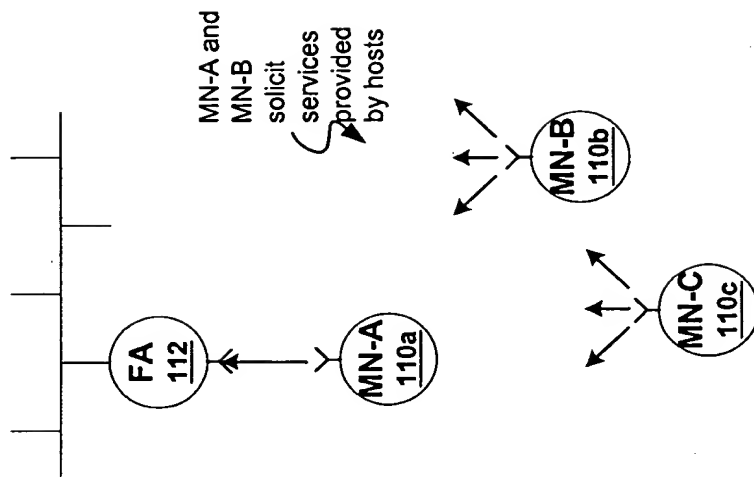 MN-A and
MN-B
solicit
services
provided
by hosts
FA
112
MN-A
110a
MN-B
110b
MN-C
110c